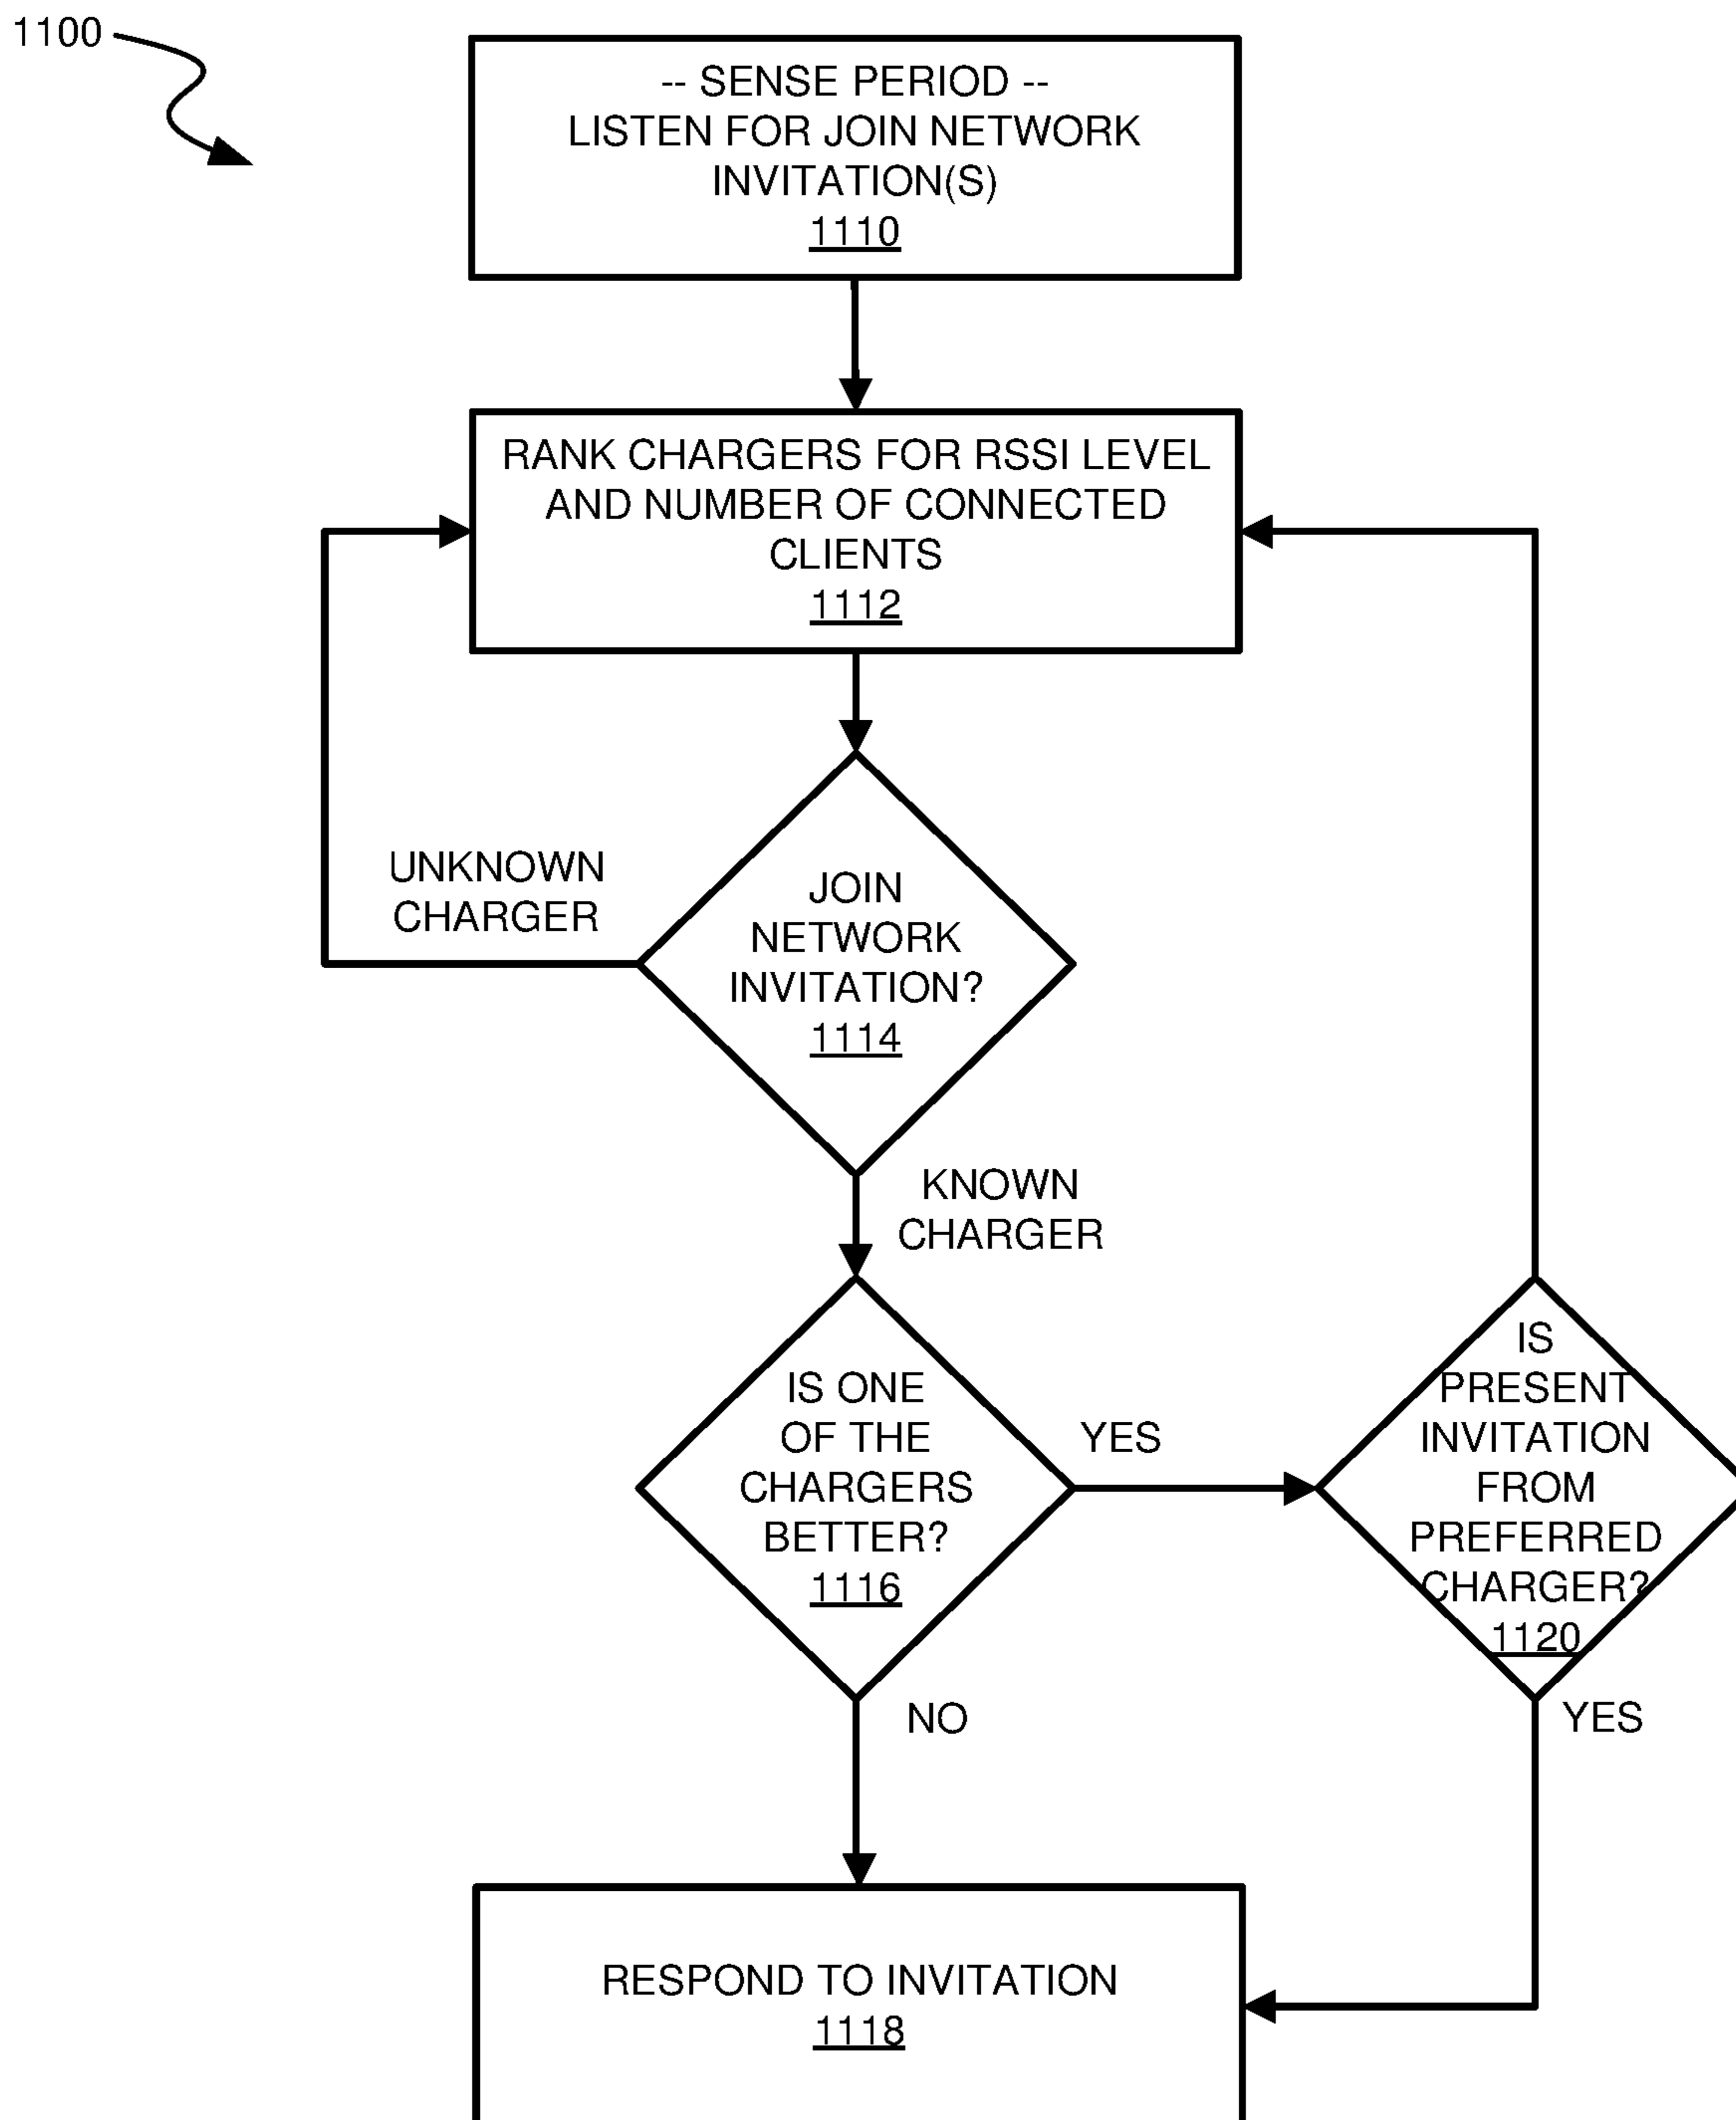 1100
-- SENSE PERIOD --
LISTEN FOR JOIN NETWORK
INVITATION(S)
1110
RANK CHARGERS FOR RSSI LEVEL
AND NUMBER OF CONNECTED
CLIENTS
1112
UNKNOWN
CHARGER
JOIN
NETWORK
INVITATION?
1114
KNOWN
CHARGER
IS ONE
OF THE
CHARGERS
BETTER?
1116
YES
IS
PRESENT
INVITATION
FROM
PREFERRED
CHARGER?
1120
NO
YES
RESPOND TO INVITATION
1118